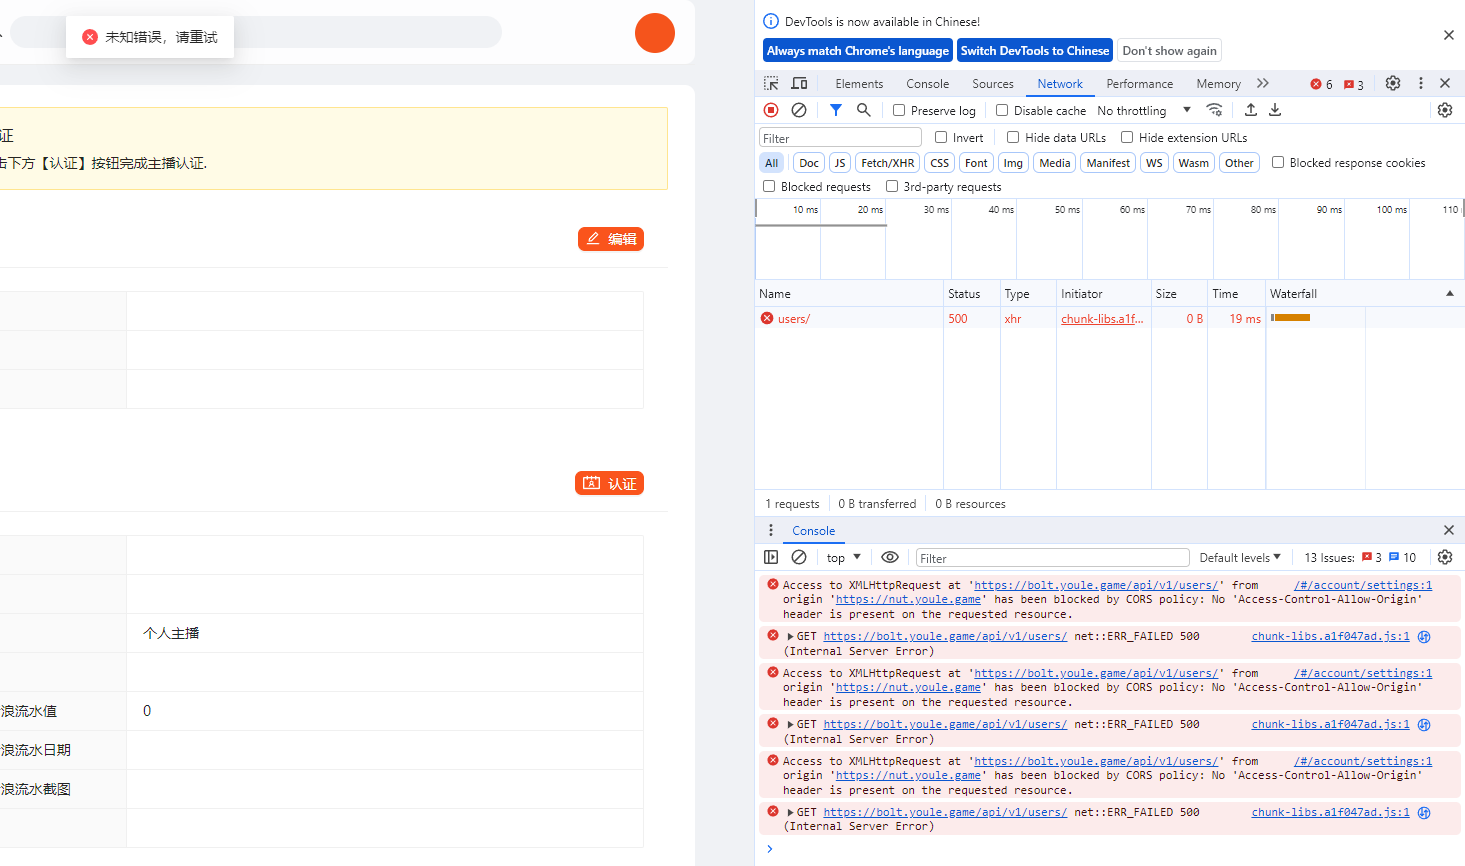 未知错误，请重试
证
击下方【认证】按钮完成主播认证.
编辑
认证
个人主播
浪流水值
0
浪流水日期
浪流水截图
DevTools is now available in Chinese!
Always match Chrome's language
Switch DevTools to Chinese
Don't show again
Elements
Console
Sources
Network
Performance
Memory
6
3
Preserve log
Disable cache
No throttling
Filter
Invert
Hide data URLs
Hide extension URLs
All
Doc
JS
Fetch/XHR
CSS
Font
Img
Media
Manifest
WS
Wasm
Other
Blocked response cookies
Blocked requests
3rd-party requests
10 ms
20 ms
30 ms
40 ms
50 ms
60 ms
70 ms
80 ms
90 ms
100 ms
110
Name
Status
Type
Initiator
Size
Time
Waterfall
users/
500
xhr
chunk-libs.a1f...
0 B
19 ms
1 requests
0 B transferred
0 B resources
Console
top
Filter
Default levels
13 Issues:
3
10
Access to XMLHttpRequest at 'https://bolt.youle.game/api/v1/users/' from /#/account/settings:1
origin 'https://nut.youle.game' has been blocked by CORS policy: No 'Access-Control-Allow-Origin'
header is present on the requested resource.
GET https://bolt.youle.game/api/v1/users/ net::ERR_FAILED 500 chunk-libs.a1f047ad.js:1
(Internal Server Error)
Access to XMLHttpRequest at 'https://bolt.youle.game/api/v1/users/' from /#/account/settings:1
origin 'https://nut.youle.game' has been blocked by CORS policy: No 'Access-Control-Allow-Origin'
header is present on the requested resource.
GET https://bolt.youle.game/api/v1/users/ net::ERR_FAILED 500 chunk-libs.a1f047ad.js:1
(Internal Server Error)
Access to XMLHttpRequest at 'https://bolt.youle.game/api/v1/users/' from /#/account/settings:1
origin 'https://nut.youle.game' has been blocked by CORS policy: No 'Access-Control-Allow-Origin'
header is present on the requested resource.
GET https://bolt.youle.game/api/v1/users/ net::ERR_FAILED 500 chunk-libs.a1f047ad.js:1
(Internal Server Error)